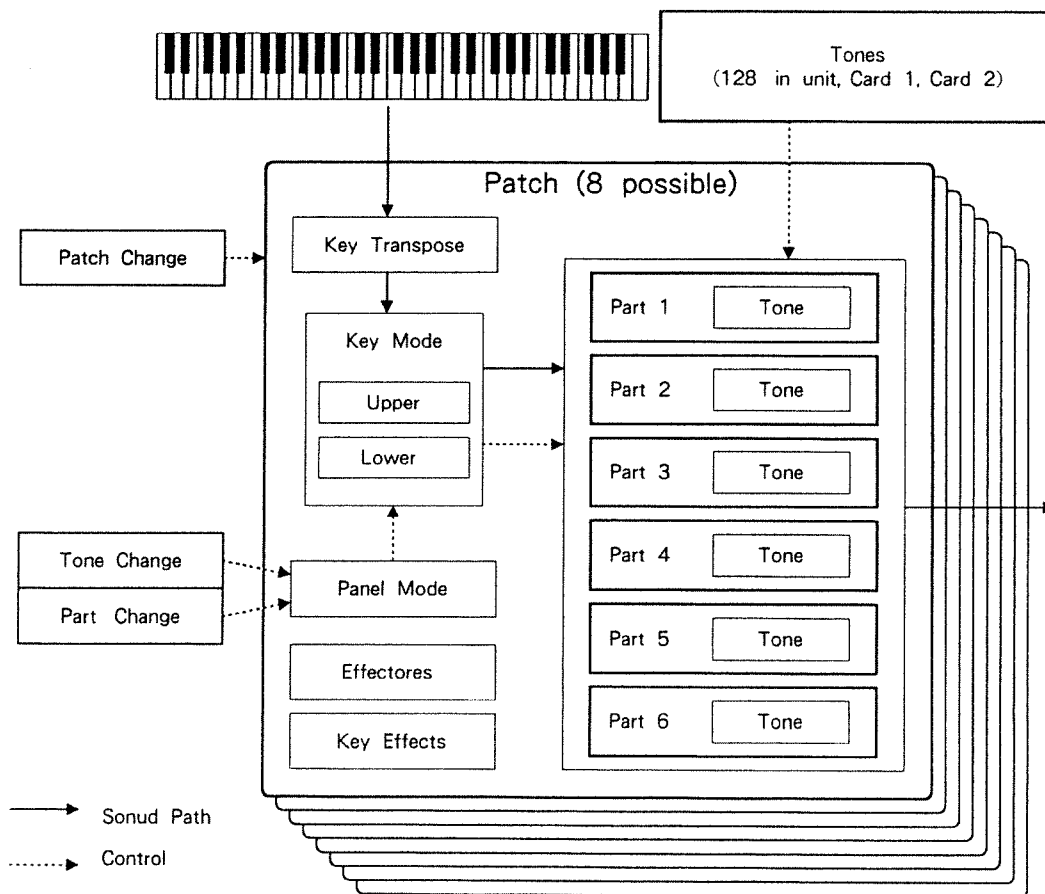 Tones
(128 in unit, Card 1, Card 2)
Patch (8 possible)
Patch Change
Key Transpose
Key Mode
Upper
Lower
Tone Change
Part Change
Panel Mode
Effectores
Key Effects
Part 1 Tone
Part 2 Tone
Part 3 Tone
Part 4 Tone
Part 5 Tone
Part 6 Tone
Sonud Path
Control